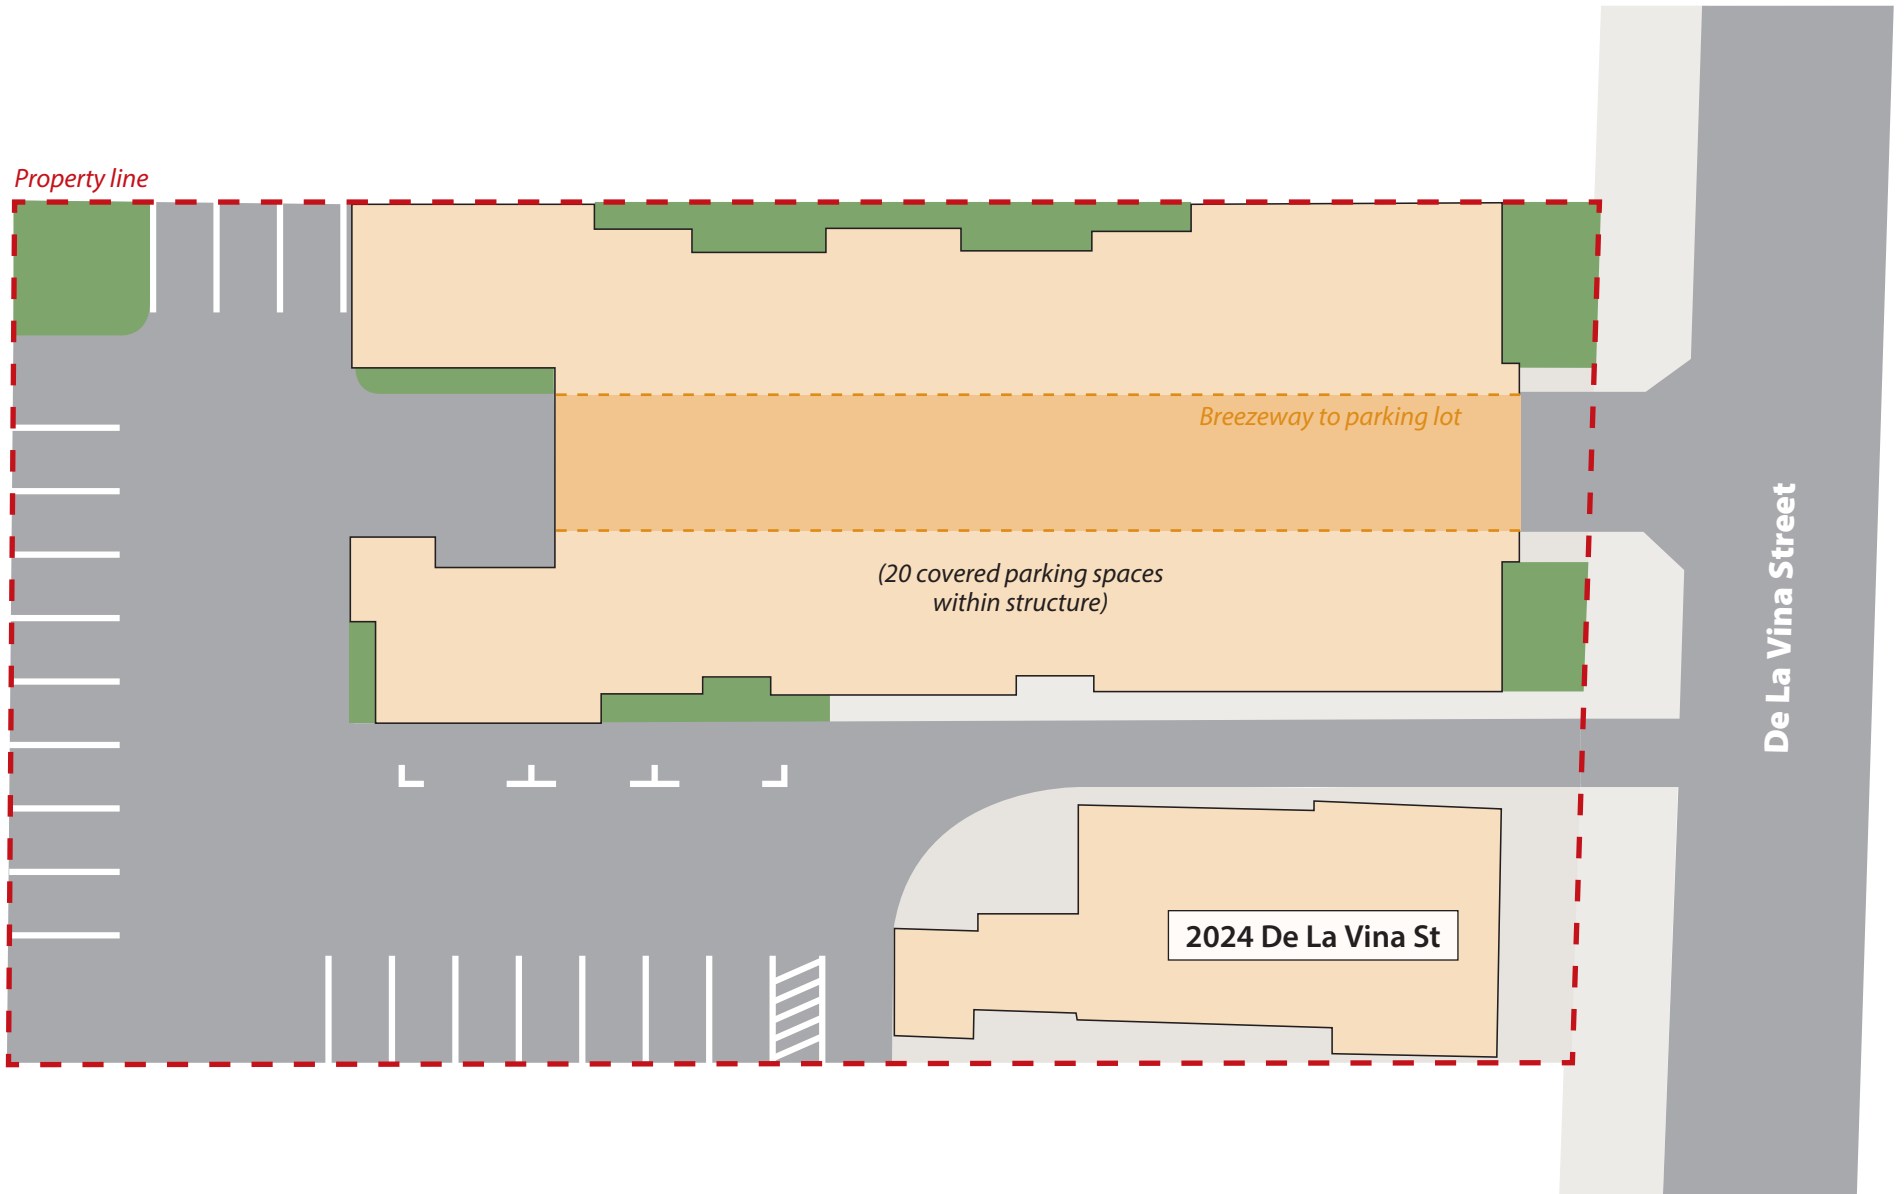 Property line
Breezeway to parking lot
(20 covered parking spaces
within structure)
De La Vina Street
2024 De La Vina St